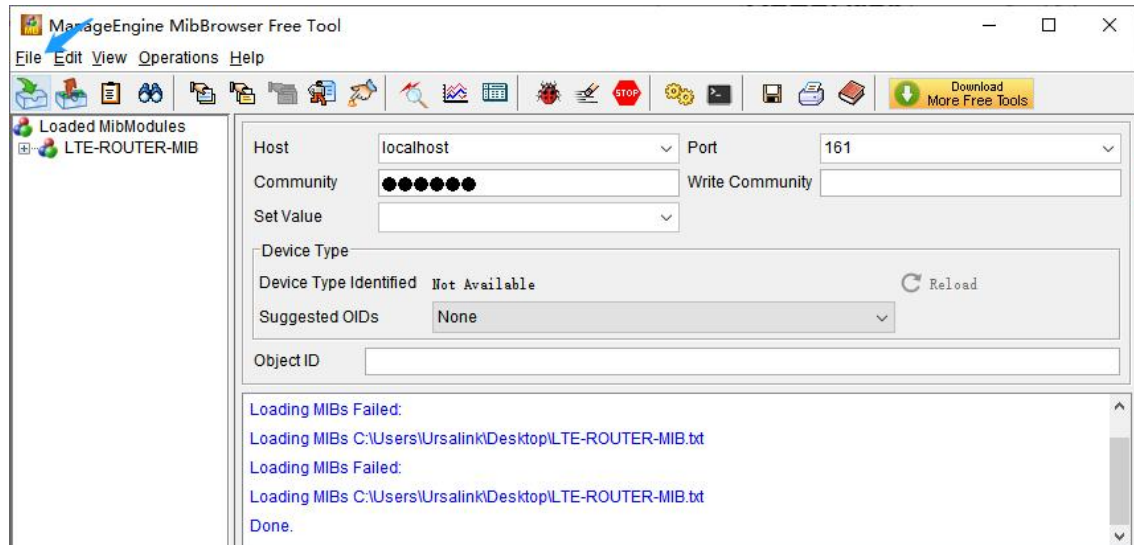 ManageEngine MibBrowser Free Tool
File Edit View Operations Help
STOP
Download
More Free Tools
Loaded MibModules
LTE-ROUTER-MIB
Host localhost Port 161
Community ●●●●●● Write Community
Set Value
Device Type
Device Type Identified Not Available Reload
Suggested OIDs None
Object ID
Loading MIBs Failed:
Loading MIBs C:\Users\Ursalink\Desktop\LTE-ROUTER-MIB.txt
Loading MIBs Failed:
Loading MIBs C:\Users\Ursalink\Desktop\LTE-ROUTER-MIB.txt
Done.